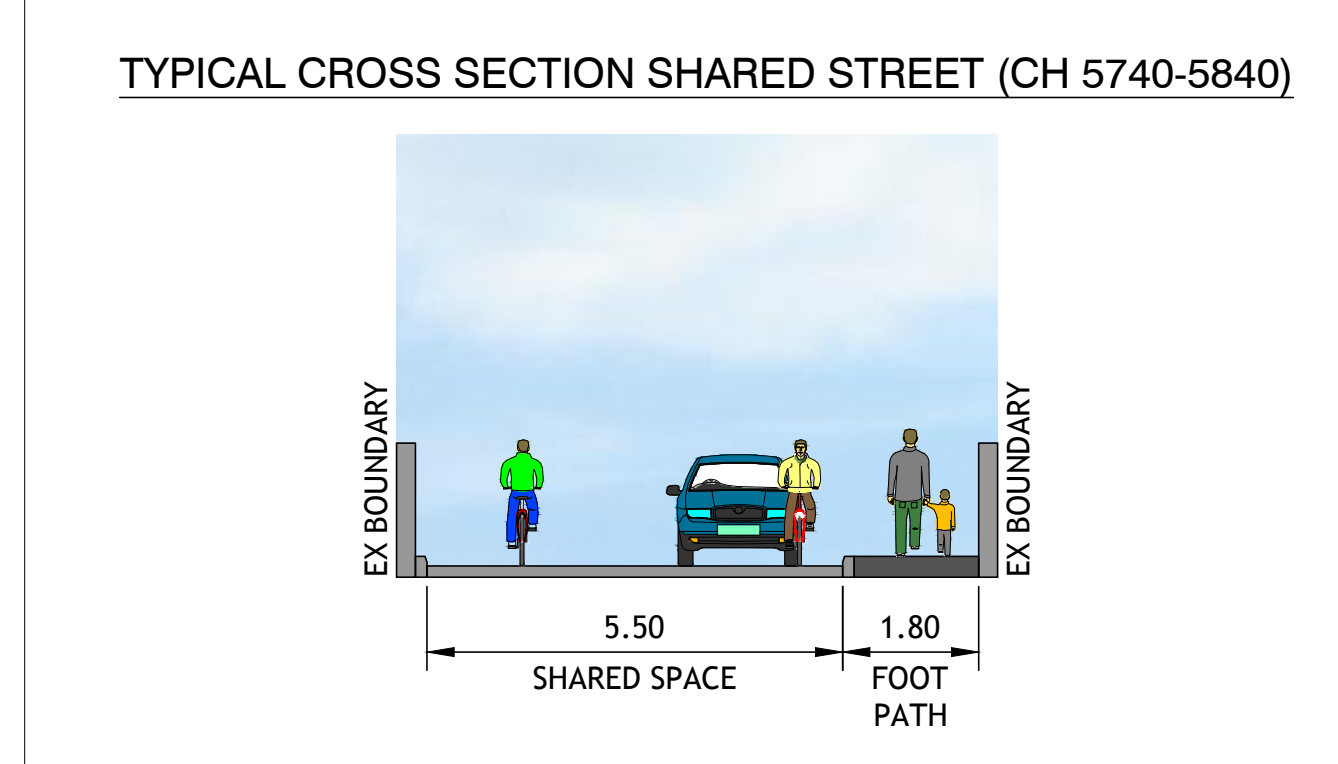 TYPICAL CROSS SECTION SHARED STREET (CH 5740-5840)
EX BOUNDARY
EX BOUNDARY
5.50
1.80
SHARED SPACE
FOOT
PATH